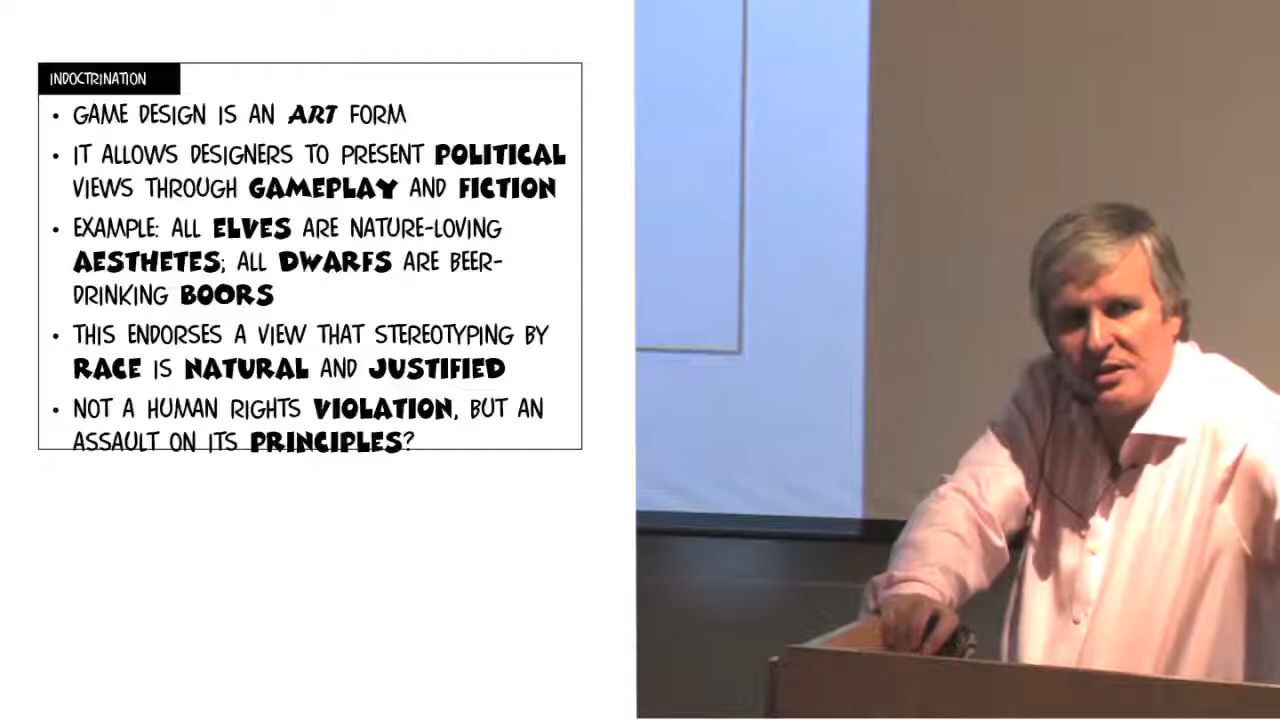 INDOCTRINATION
• GAME DESIGN IS AN ART FORM
• IT ALLOWS DESIGNERS TO PRESENT POLITICAL
VIEWS THROUGH GAMEPLAY AND FICTION
• EXAMPLE: ALL ELVES ARE NATURE-LOVING
AESTHETES; ALL DWARFS ARE BEER-
DRINKING BOORS
• THIS ENDORSES A VIEW THAT STEREOTYPING BY
RACE IS NATURAL AND JUSTIFIED
• NOT A HUMAN RIGHTS VIOLATION, BUT AN
ASSAULT ON ITS PRINCIPLES?